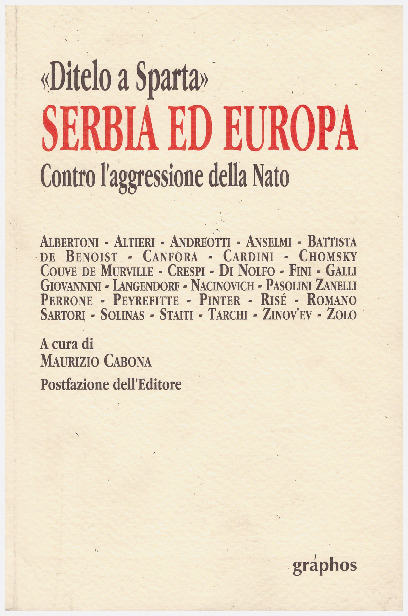 «Ditelo a Sparta»
SERBIA ED EUROPA
Contro l'aggressione della Nato
ALBERTONI - ALTIERI - ANDREOTTI - ANSELMI - BATTISTA
DE BENOIST - CANFORA - CARDINI - CHOMSKY
COUVE DE MURVILLE - CRESPI - DI NOLFO - FINI - GALLI
GIOVANNINI - LANGENDORF - NACINOVICH - PASOLINI ZANELLI
PERRONE - PEYREFITTE - PINTER - RISÉ - ROMANO
SARTORI - SOLINAS - STAITI - TARCHI - ZINOV'EV - ZOLO
A cura di
MAURIZIO CABONA
Postfazione dell'Editore
gráphos